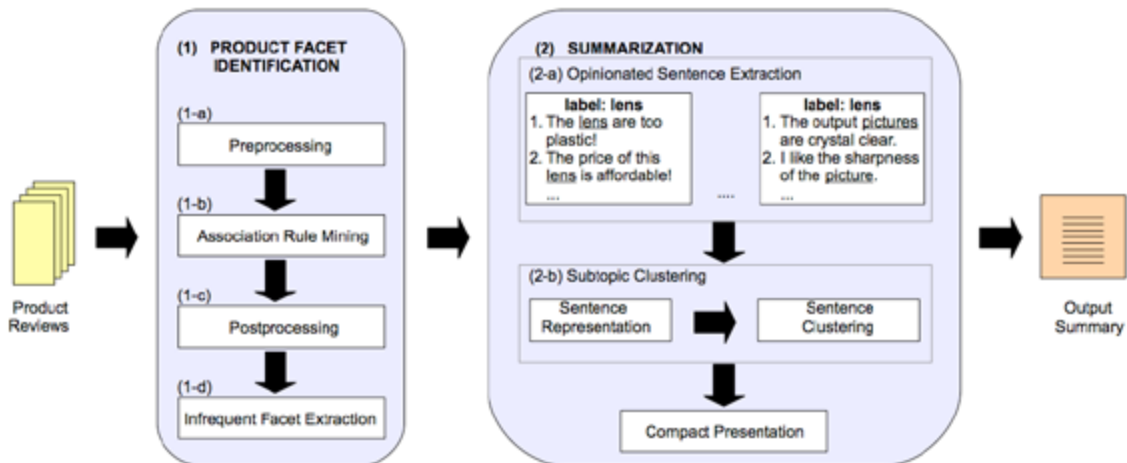 Product
Reviews
(1) PRODUCT FACET
IDENTIFICATION
(1-a)
Preprocessing
(1-b)
Association Rule Mining
(1-c)
Postprocessing
(1-d)
Infrequent Facet Extraction
(2) SUMMARIZATION
(2-a) Opinionated Sentence Extraction
label: lens
1. The lens are too
plastic!
2. The price of this
lens is affordable!
...
....
label: lens
1. The output pictures
are crystal clear.
2. I like the sharpness
of the picture.
...
(2-b) Subtopic Clustering
Sentence
Representation
Sentence
Clustering
Compact Presentation
Output
Summary